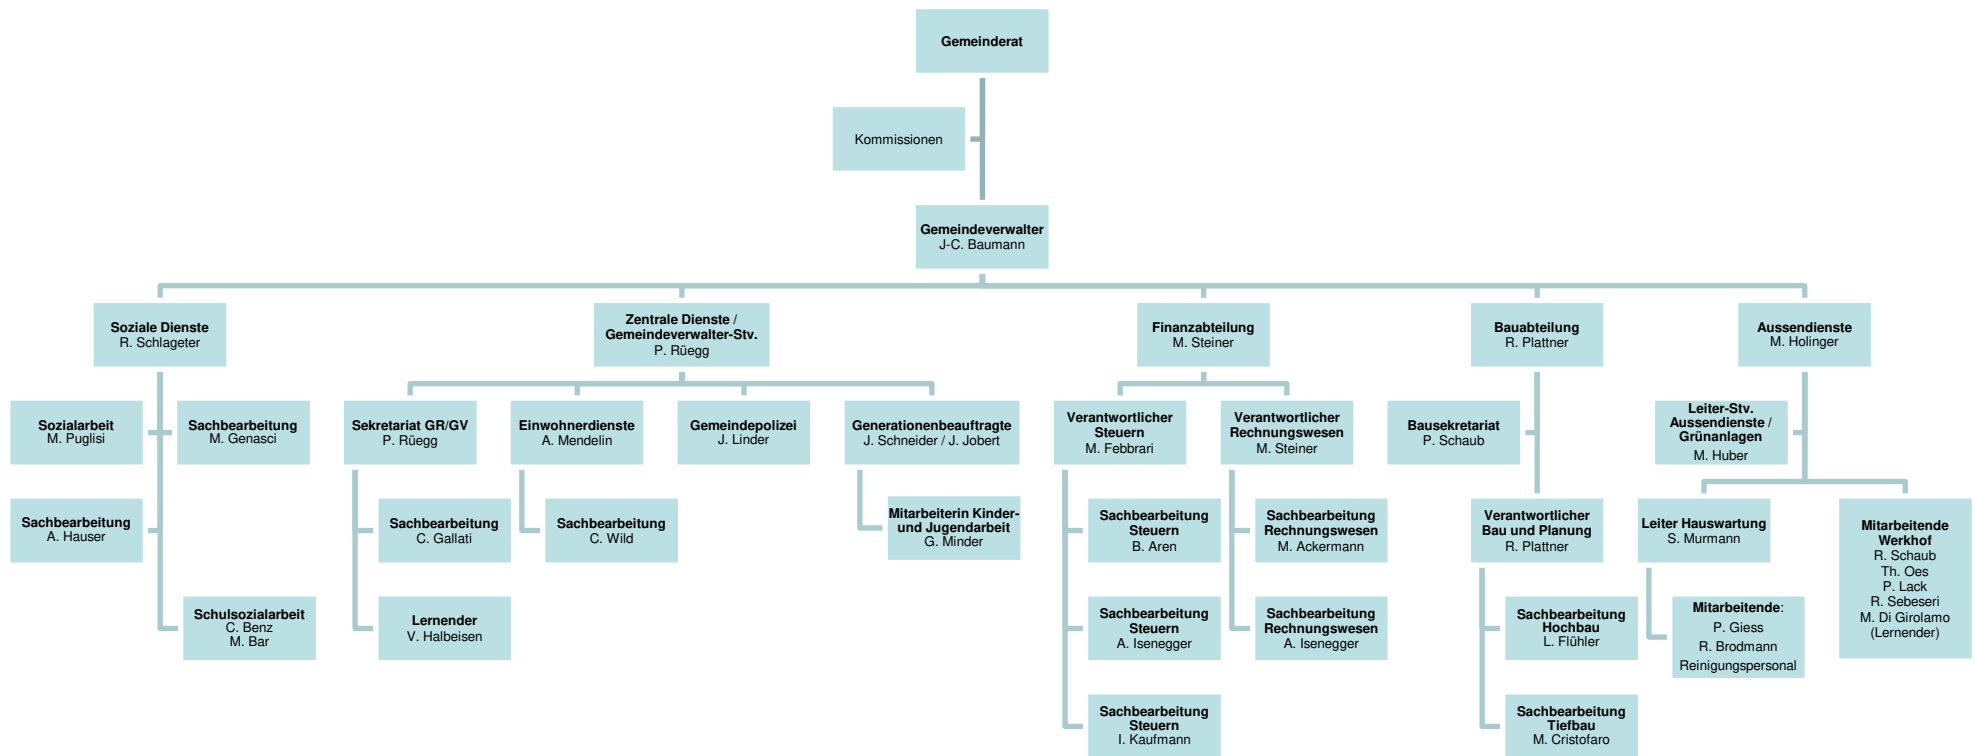 Gemeinderat
Kommissionen
Gemeindeverwalter
J-C. Baumann
Soziale Dienste
R. Schlageter
Zentrale Dienste /
Gemeindeverwalter-Stv.
P. Rüegg
Finanzabteilung
M. Steiner
Bauabteilung
R. Plattner
Aussendienste
M. Holinger
Sozialarbeit
M. Puglisi
Sachbearbeitung
M. Genasci
Sekretariat GR/GV
P. Rüegg
Einwohnerdienste
A. Mendelin
Gemeindepolizei
J. Linder
Generationenbeauftragte
J. Schneider / J. Jobert
Verantwortlicher
Steuern
M. Febbrari
Verantwortlicher
Rechnungswesen
M. Steiner
Bausekretariat
P. Schaub
Leiter-Stv.
Aussendienste /
Grünanlagen
M. Huber
Sachbearbeitung
A. Hauser
Sachbearbeitung
C. Gallati
Sachbearbeitung
C. Wild
Mitarbeiterin Kinder-
und Jugendarbeit
G. Minder
Sachbearbeitung
Steuern
B. Aren
Sachbearbeitung
Rechnungswesen
M. Ackermann
Verantwortlicher
Bau und Planung
R. Plattner
Leiter Hauswartung
S. Murmann
Mitarbeitende
Werkhof
R. Schaub
Th. Oes
P. Lack
R. Sebeseri
M. Di Girolamo
(Lernender)
Schulsozialarbeit
C. Benz
M. Bar
Lernender
V. Halbeisen
Sachbearbeitung
Steuern
A. Isenegger
Sachbearbeitung
Rechnungswesen
A. Isenegger
Sachbearbeitung
Hochbau
L. Flühler
Mitarbeitende:
P. Giess
R. Brodmann
Reinigungspersonal
Sachbearbeitung
Steuern
I. Kaufmann
Sachbearbeitung
Tiefbau
M. Cristofaro